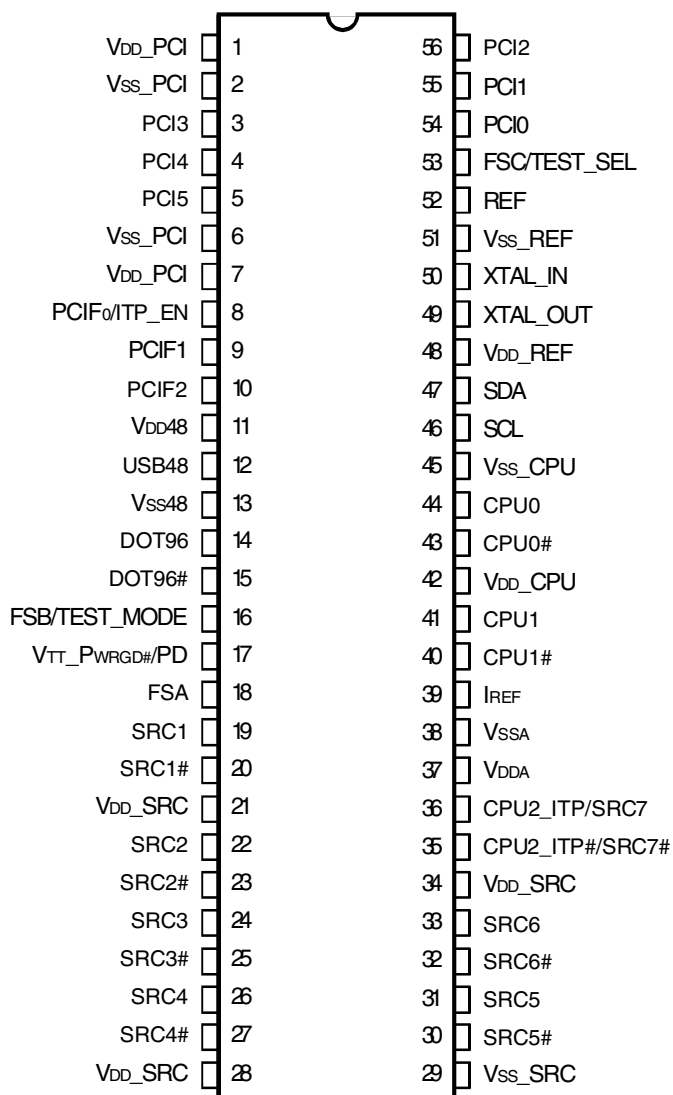 VDD_PCI 1 56 PCI2
VSS_PCI 2 55 PCI1
PCI3 3 54 PCI0
PCI4 4 53 FSC/TEST_SEL
PCI5 5 52 REF
VSS_PCI 6 51 VSS_REF
VDD_PCI 7 50 XTAL_IN
PCIF0/ITP_EN 8 49 XTAL_OUT
PCIF1 9 48 VDD_REF
PCIF2 10 47 SDA
VDD48 11 46 SCL
USB48 12 45 VSS_CPU
VSS48 13 44 CPU0
DOT96 14 43 CPU0#
DOT96# 15 42 VDD_CPU
FSB/TEST_MODE 16 41 CPU1
VTT_PWRGD#/PD 17 40 CPU1#
FSA 18 39 IREF
SRC1 19 38 VSSA
SRC1# 20 37 VDDA
VDD_SRC 21 36 CPU2_ITP/SRC7
SRC2 22 35 CPU2_ITP#/SRC7#
SRC2# 23 34 VDD_SRC
SRC3 24 33 SRC6
SRC3# 25 32 SRC6#
SRC4 26 31 SRC5
SRC4# 27 30 SRC5#
VDD_SRC 28 29 VSS_SRC